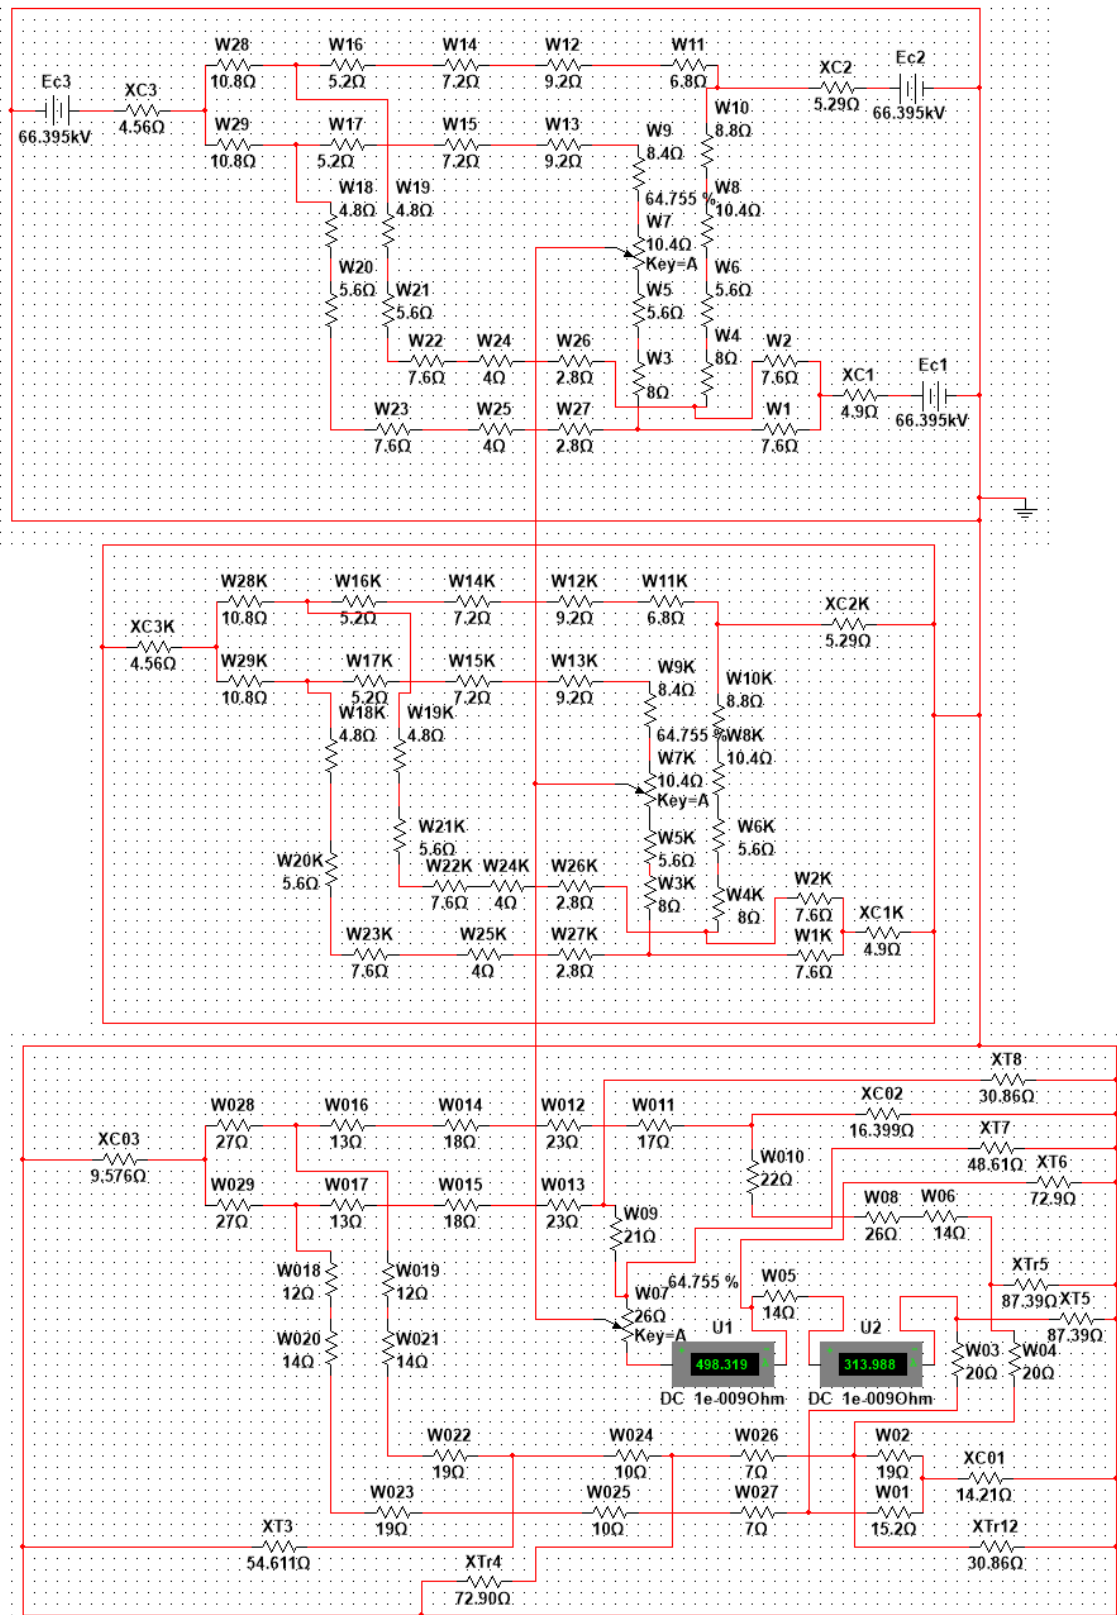 W28 W16 W14 W12 W11
10.8Ω 5.2Ω 7.2Ω 9.2Ω 6.8Ω
Ec3 XC3 XC2 Ec2
66.395kV 4.56Ω 5.29Ω 66.395kV
W29 W17 W15 W13
10.8Ω 5.2Ω 7.2Ω 9.2Ω
W9 W10
8.4Ω 8.8Ω
W18 W19
4.8Ω 4.8Ω
64.755 %
W7 W8
10.4Ω 10.4Ω
Key=A
W20 W21
5.6Ω 5.6Ω
W5 W6
5.6Ω 5.6Ω
W22 W24 W26
7.6Ω 4Ω 2.8Ω
W3 W4
8Ω 8Ω
W2 XC1 Ec1
7.6Ω 4.9Ω 66.395kV
W23 W25 W27 W1
7.6Ω 4Ω 2.8Ω 7.6Ω
W28K W16K W14K W12K W11K
10.8Ω 5.2Ω 7.2Ω 9.2Ω 6.8Ω
XC3K XC2K
4.56Ω 5.29Ω
W29K W17K W15K W13K
10.8Ω 5.2Ω 7.2Ω 9.2Ω
W9K W10K
8.4Ω 8.8Ω
W18K W19K
4.8Ω 4.8Ω
64.755 %
W7K W8K
10.4Ω 10.4Ω
Key=A
W20K W21K
5.6Ω 5.6Ω
W5K W6K
5.6Ω 5.6Ω
W22K W24K W26K
7.6Ω 4Ω 2.8Ω
W3K W4K
8Ω 8Ω
W2K XC1K
7.6Ω 4.9Ω
W23K W25K W27K W1K
7.6Ω 4Ω 2.8Ω 7.6Ω
XT8
30.86Ω
W028 W016 W014 W012 W011 XC02
27Ω 13Ω 18Ω 23Ω 17Ω 16.399Ω
XC03 XT7
9.576Ω 48.61Ω
W010 XT6
22Ω 72.9Ω
W029 W017 W015 W013
27Ω 13Ω 18Ω 23Ω
W09 W08 W06
21Ω 26Ω 14Ω
W018 W019
12Ω 12Ω
64.755 % W05 XTr5
14Ω 87.39Ω
W07 XT5
26Ω 87.39Ω
Key=A
W020 W021
14Ω 14Ω
U1 U2
498.319 313.988
DC 1e-009Ohm DC 1e-009Ohm
W03 W04
20Ω 20Ω
W022 W024 W026 W02
19Ω 10Ω 7Ω 19Ω
XC01
14.21Ω
W023 W025 W027 W01
19Ω 10Ω 7Ω 15.2Ω
XT3 XTr12
54.611Ω 30.86Ω
XTr4
72.90Ω